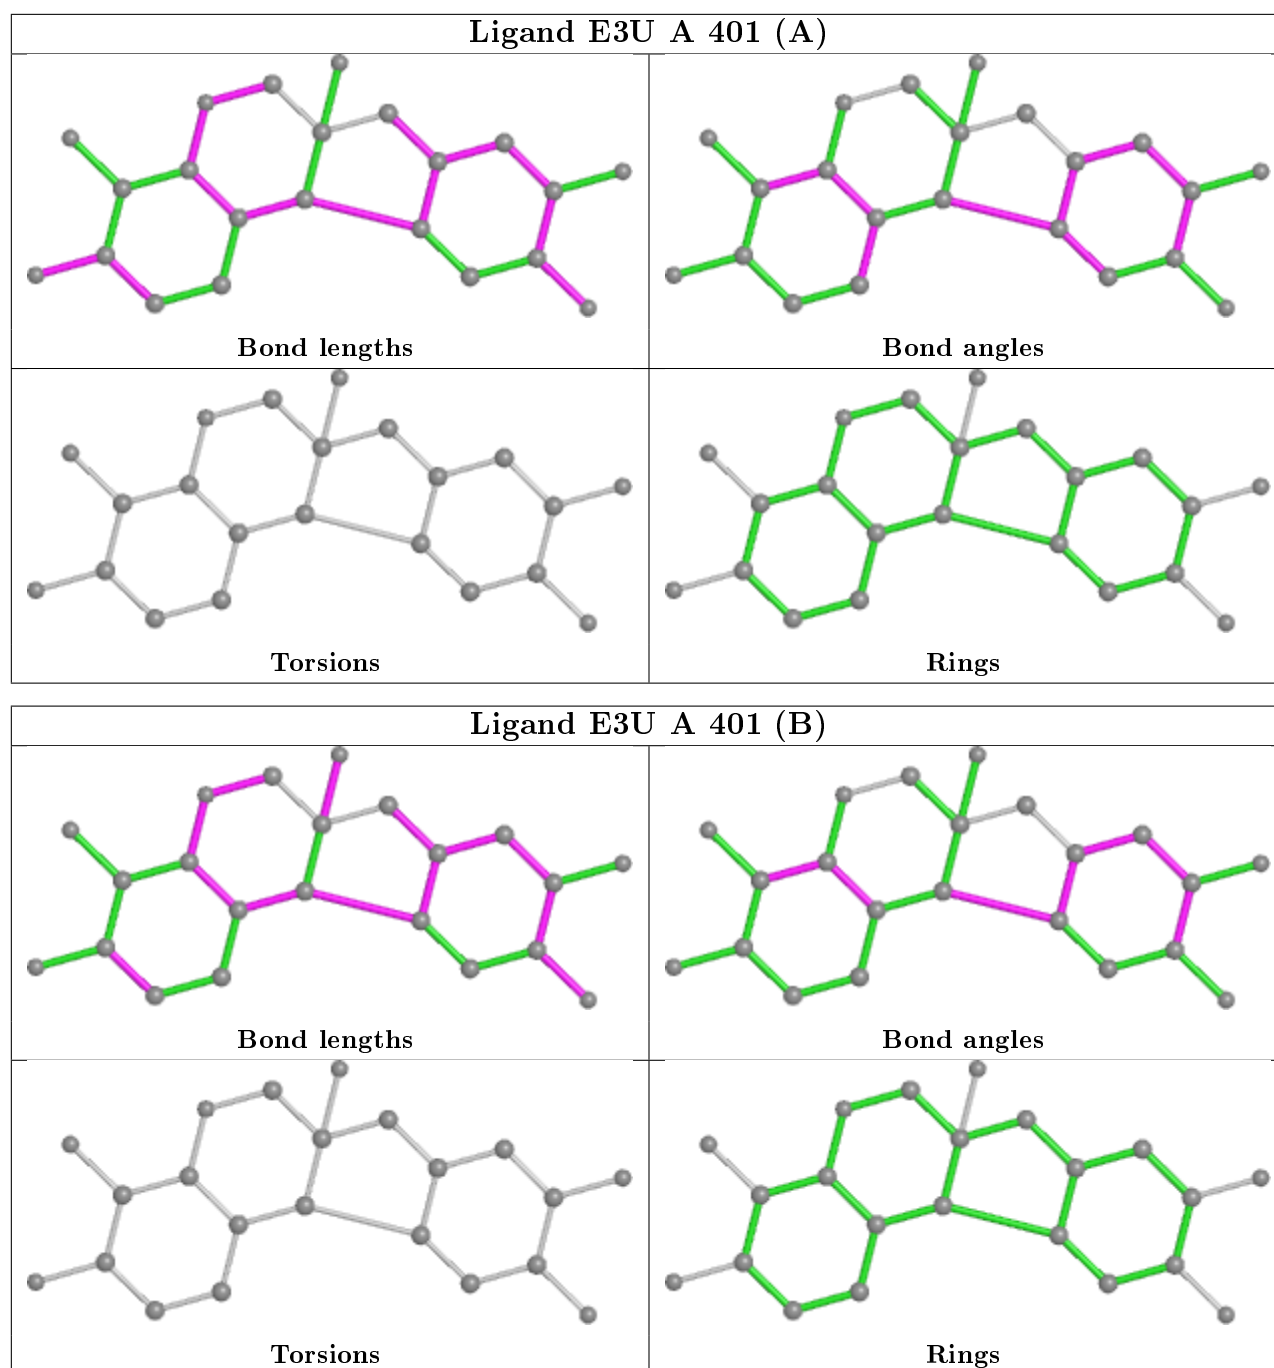 Ligand E3U A 401 (A)
Bond lengths
Bond angles
Torsions
Rings
Ligand E3U A 401 (B)
Bond lengths
Bond angles
Torsions
Rings